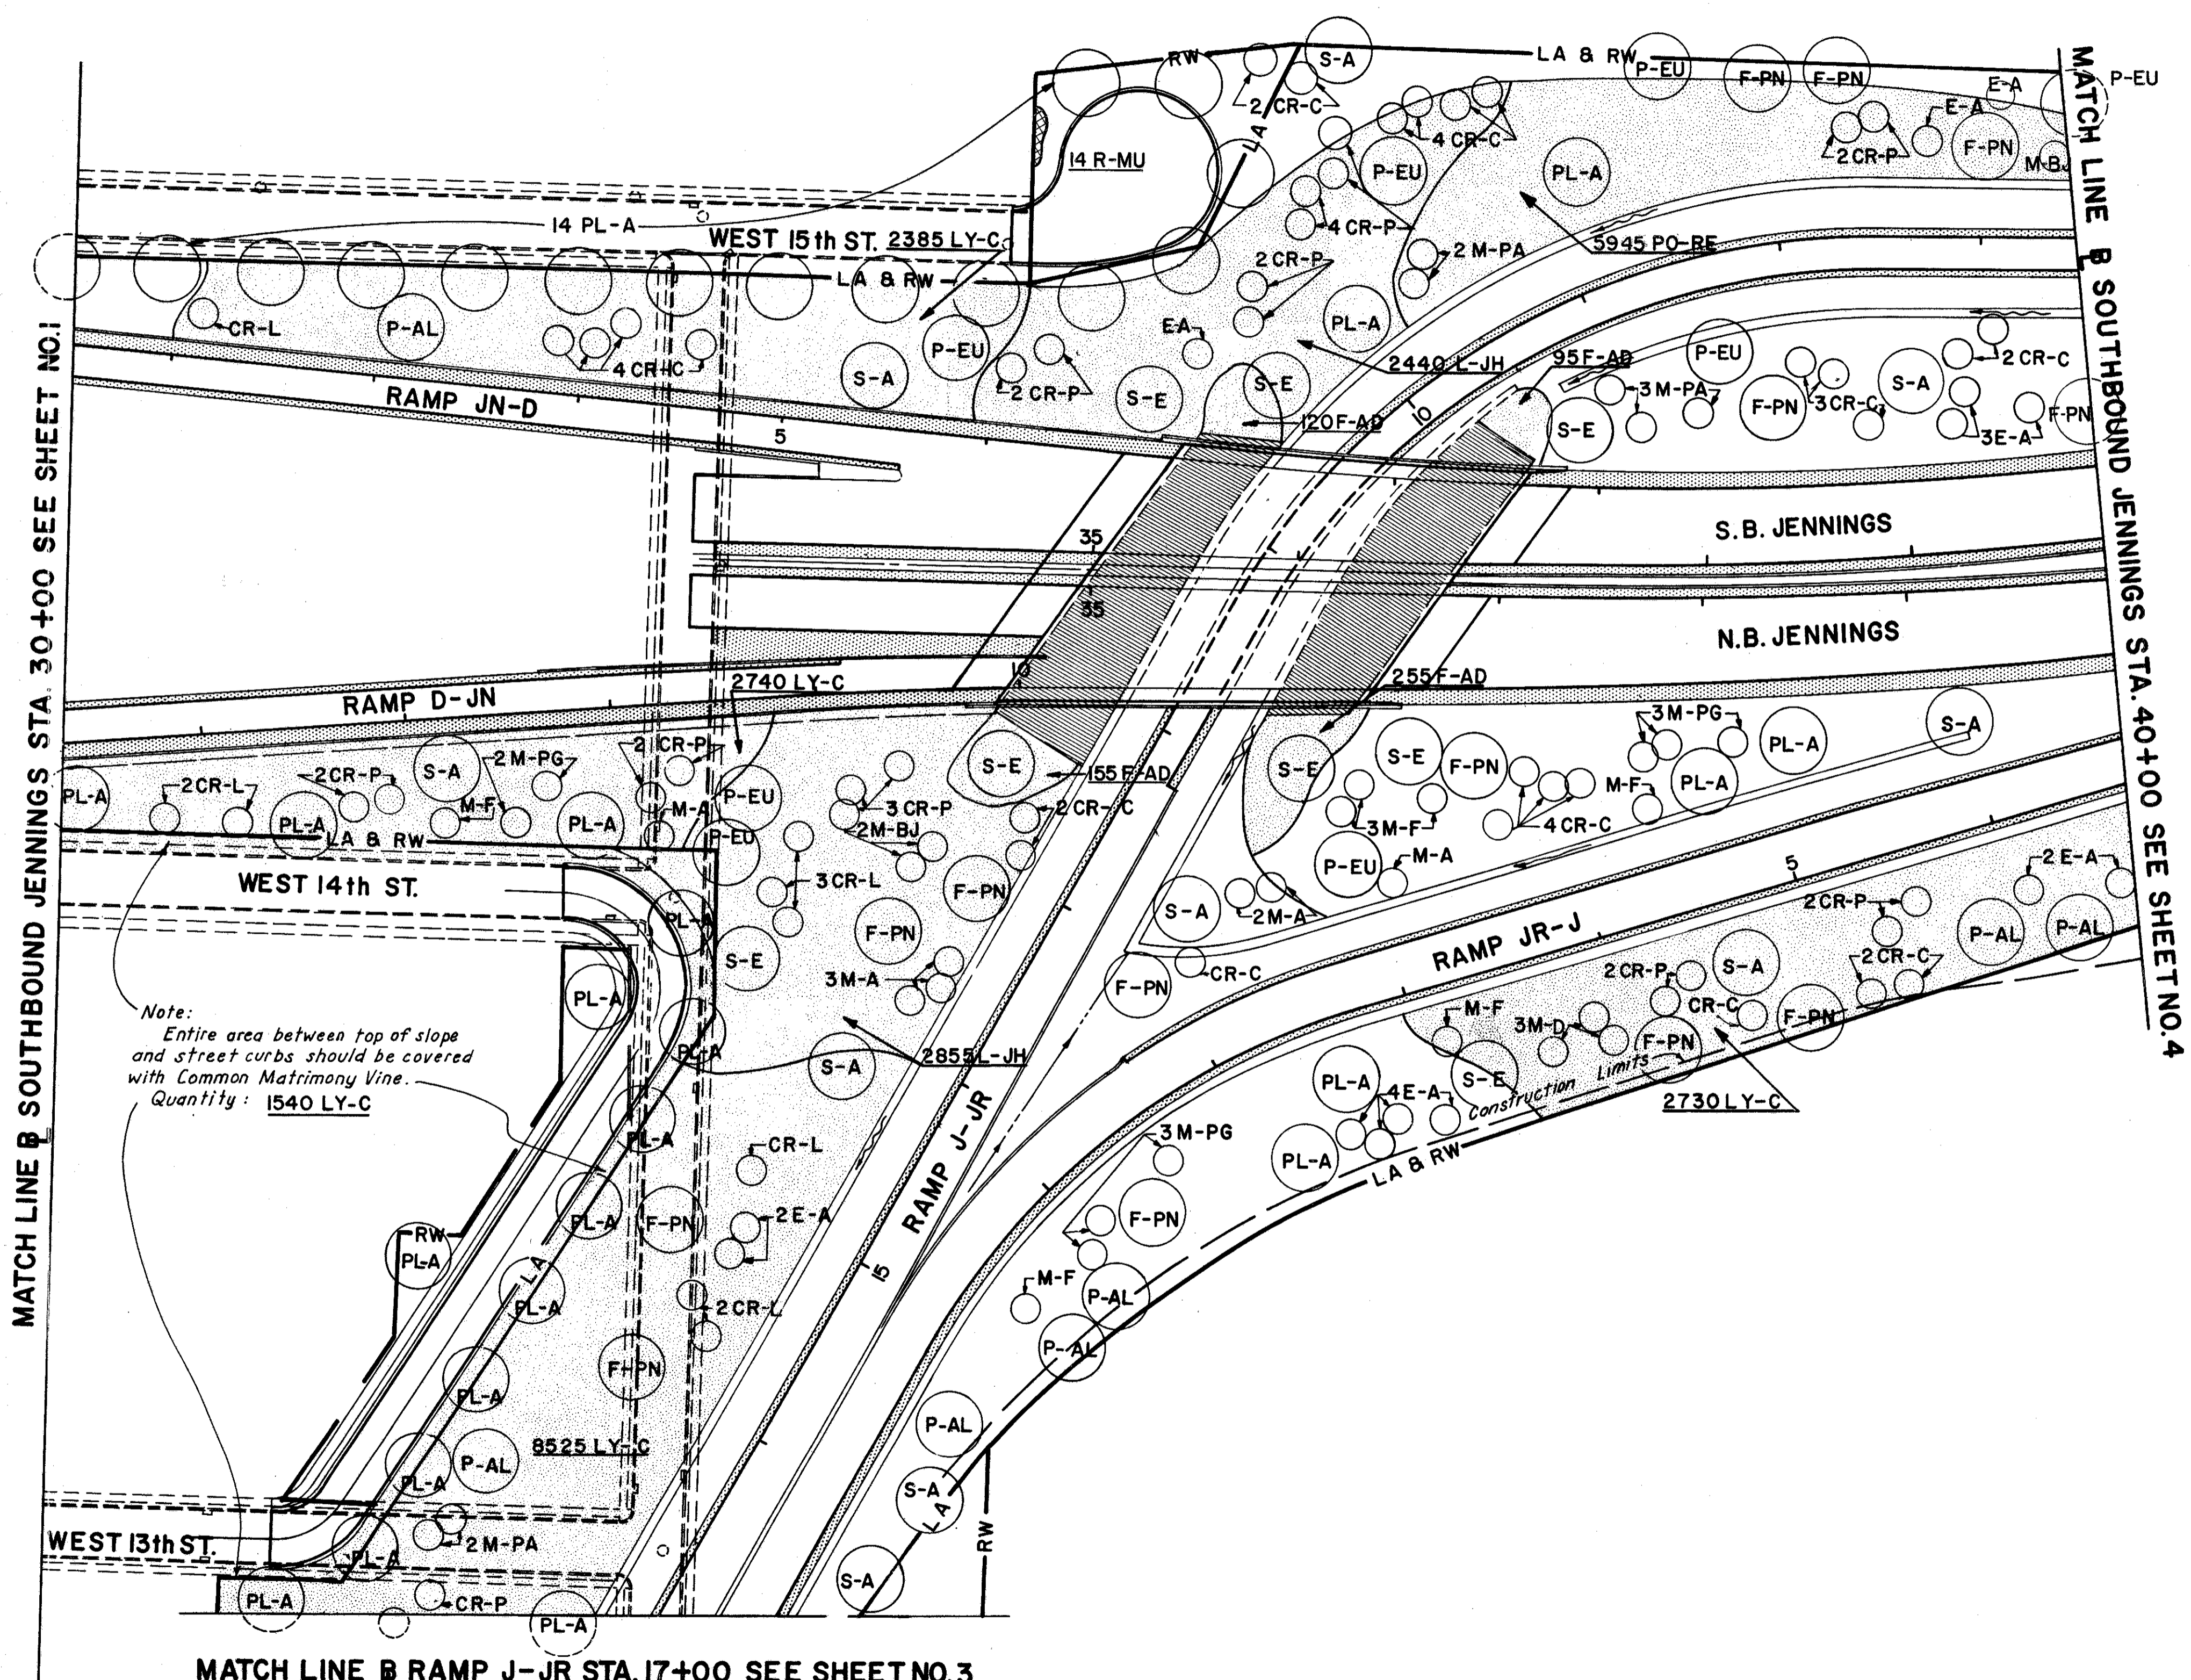 RW
S-A
LA & RW
P-EU
F-PN
F-PN
E-A
P-EU
2 CR-C
LA
4 CR-C
E-A
2 CR-P
F-PN
M-BJ
14 R-MU
P-EU
PL-A
14 PL-A
4 CR-P
WEST 15th ST.
2385 LY-C
2 M-PA
5945 PO-RE
2 CR-P
LA & RW
CR-L
P-AL
4 CR-C
P-EU
S-A
2 CR-P
E-A
PL-A
S-E
S-E
2440 L-JH
95 F-AD
P-EU
2 CR-C
3 M-PA
F-PN
3 CR-C
S-A
F-PN
3 E-A
S-E
120 F-AD
10
RAMP JN-D
5
35
35
S.B. JENNINGS
N.B. JENNINGS
10
2740 LY-C
255 F-AD
RAMP D-JN
PL-A
2 CR-L
2 CR-P
PL-A
S-A
M-F
2 M-PG
PL-A
2 CR-P
M-A
P-EU
P-EU
3 CR-P
2 M-BJ
S-E
155 F-AD
2 CR-C
S-E
S-E
F-PN
3 M-F
4 CR-C
M-F
3 M-PG
PL-A
PL-A
S-A
LA & RW
WEST 14th ST.
3 CR-L
F-PN
F-PN
P-EU
M-A
S-A
2 M-A
PL-A
S-E
3 M-A
F-PN
CR-C
RAMP JR-J
5
2 E-A
2 CR-P
P-AL
P-AL
2 CR-C
S-A
2 CR-P
CR-C
F-PN
PL-A
PL-A
Note:
Entire area between top of slope
and street curbs should be covered
with Common Matrimony Vine.
Quantity: 1540 LY-C
S-A
2855 L-JH
M-F
3 M-D
F-PN
S-E
Construction Limits
2730 LY-C
PL-A
4 E-A
PL-A
LA & RW
PL-A
CR-L
3 M-PG
PL-A
F-PN
2 E-A
RAMP J-JR
F-PN
RW
PL-A
LA
PL-A
15
2 CR-L
M-F
P-AL
P-AL
F-PN
PL-A
P-AL
8525 LY-C
PL-A
P-AL
S-A
LA
RW
WEST 13th ST.
2 M-PA
PL-A
S-A
PL-A
CR-P
PL-A
MATCH LINE B SOUTHBOUND JENNINGS STA. 30+00 SEE SHEET NO.1
MATCH LINE B SOUTHBOUND JENNINGS STA. 40+00 SEE SHEET NO.4
MATCH LINE B RAMP J-JR STA. 17+00 SEE SHEET NO.3